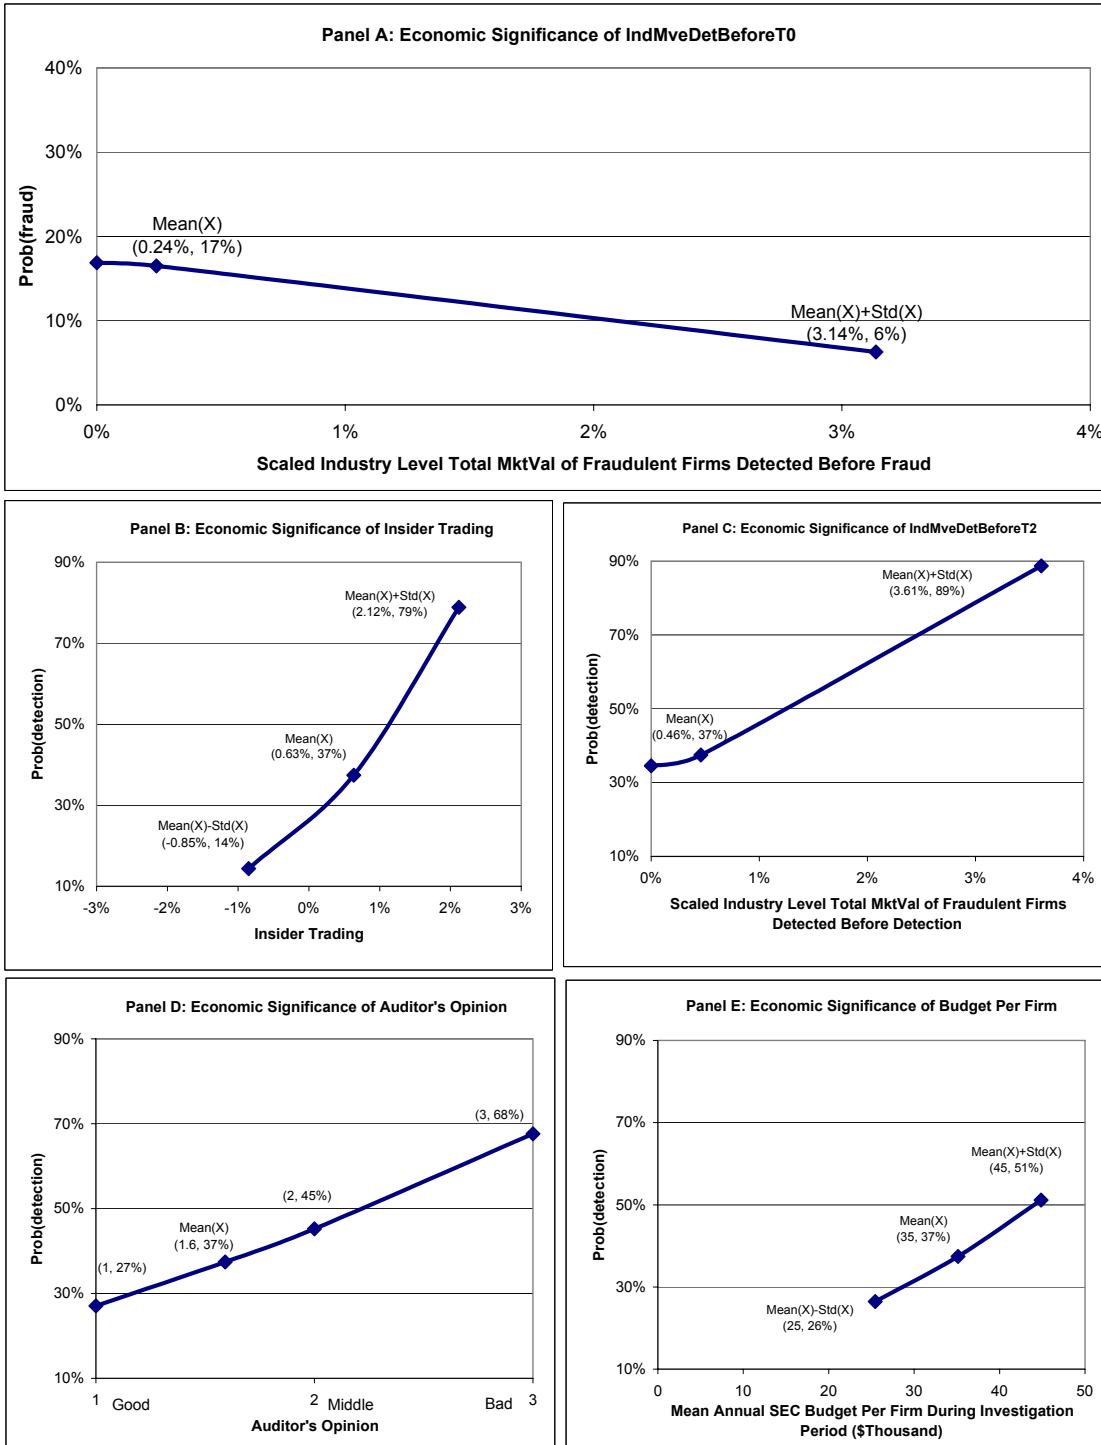 Panel A: Economic Significance of IndMveDetBeforeT0
40%
30%
20%
10%
0%
Prob(fraud)
Mean(X)
(0.24%, 17%)
Mean(X)+Std(X)
(3.14%, 6%)
0%
1%
2%
3%
4%
Scaled Industry Level Total MktVal of Fraudulent Firms Detected Before Fraud
Panel B: Economic Significance of Insider Trading
90%
70%
50%
30%
10%
Prob(detection)
Mean(X)+Std(X)
(2.12%, 79%)
Mean(X)
(0.63%, 37%)
Mean(X)-Std(X)
(-0.85%, 14%)
-3%
-2%
-1%
0%
1%
2%
3%
Insider Trading
Panel C: Economic Significance of IndMveDetBeforeT2
90%
70%
50%
30%
10%
Prob(detection)
Mean(X)+Std(X)
(3.61%, 89%)
Mean(X)
(0.46%, 37%)
0%
1%
2%
3%
4%
Scaled Industry Level Total MktVal of Fraudulent Firms
Detected Before Detection
Panel D: Economic Significance of Auditor's Opinion
90%
70%
50%
30%
10%
Prob(detection)
(3, 68%)
(2, 45%)
Mean(X)
(1.6, 37%)
(1, 27%)
1 Good
2 Middle
Bad 3
Auditor's Opinion
Panel E: Economic Significance of Budget Per Firm
90%
70%
50%
30%
10%
Prob(detection)
Mean(X)+Std(X)
(45, 51%)
Mean(X)
(35, 37%)
Mean(X)-Std(X)
(25, 26%)
0
10
20
30
40
50
Mean Annual SEC Budget Per Firm During Investigation
Period ($Thousand)